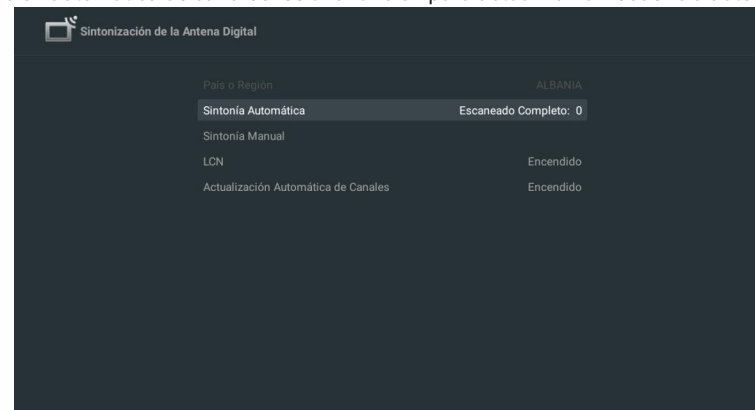 Sintonización de la Antena Digital
País o Región ALBANIA
Sintonía Automática Escaneado Completo: 0
Sintonía Manual
LCN Encendido
Actualización Automática de Canales Encendido